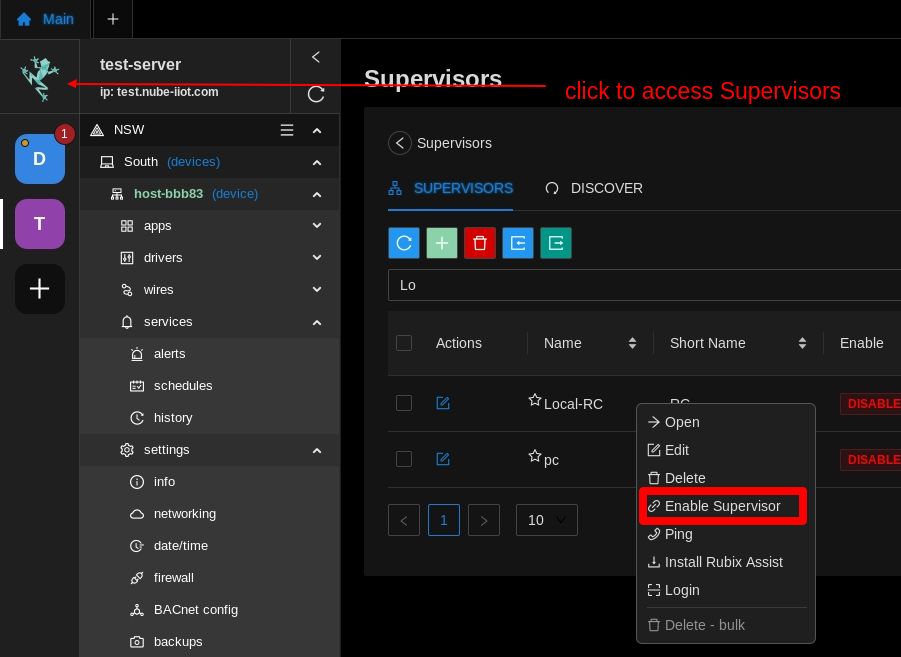 Main
test-server
ip: test.nube-iiot.com
Supervisors
click to access Supervisors
1
D
T
NSW
South (devices)
host-bbb83 (device)
apps
drivers
wires
services
alerts
schedules
history
settings
info
networking
date/time
firewall
BACnet config
backups
Supervisors
SUPERVISORS DISCOVER
Lo
Actions Name Short Name Enable
Local-RC RC DISABLE
pc DISABLE
1 10
Open
Edit
Delete
Enable Supervisor
Ping
Install Rubix Assist
Login
Delete - bulk